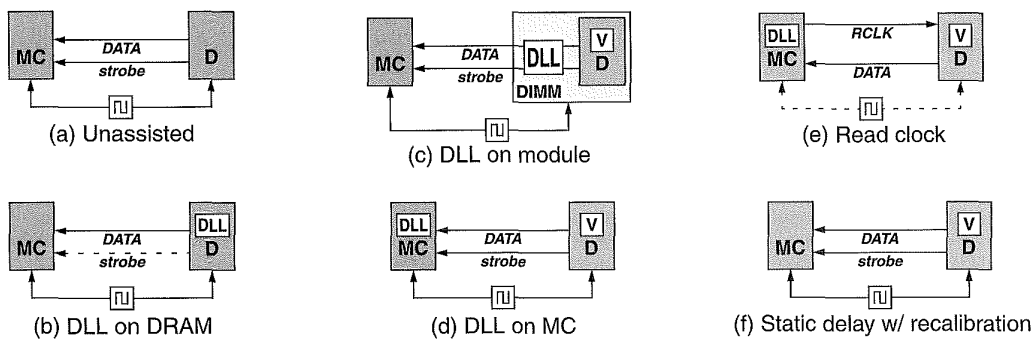 MC
DATA
strobe
D
(a) Unassisted
MC
DATA
strobe
DLL
DIMM
V
D
(c) DLL on module
DLL
MC
RCLK
DATA
V
D
(e) Read clock
MC
DATA
strobe
DLL
D
(b) DLL on DRAM
DLL
MC
DATA
strobe
V
D
(d) DLL on MC
MC
DATA
strobe
V
D
(f) Static delay w/ recalibration